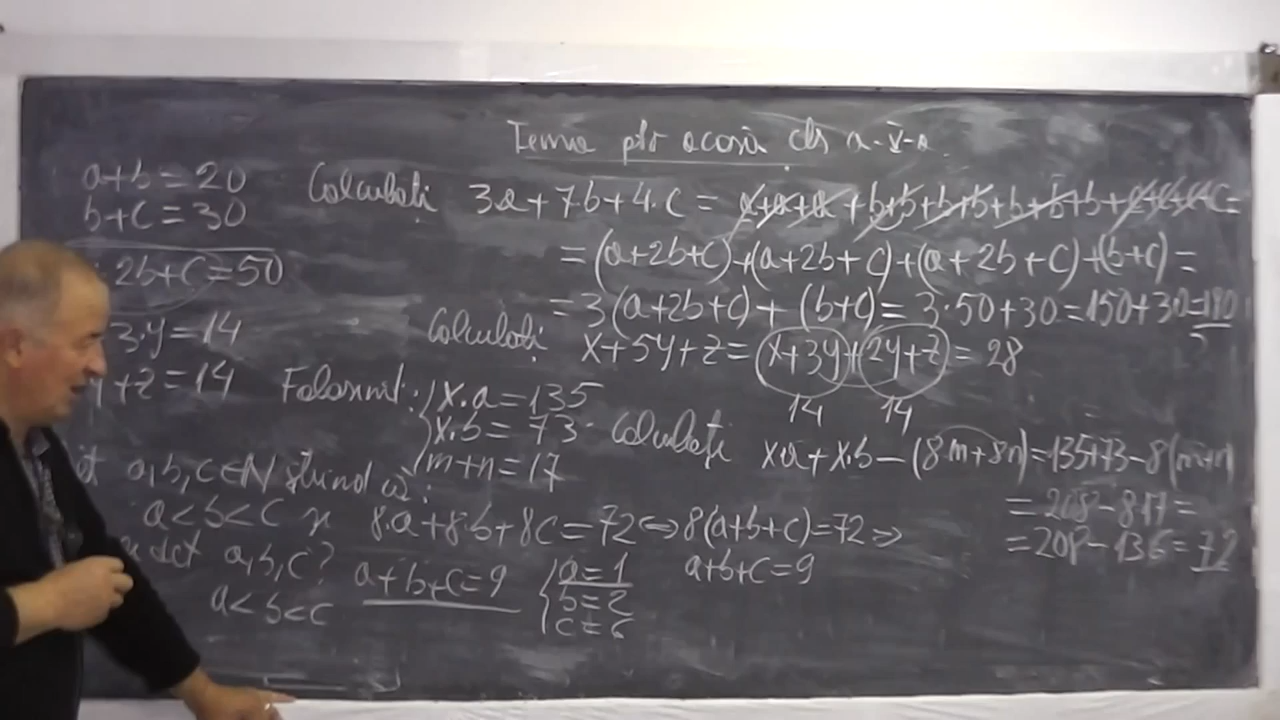 Tema ptr acasă cls a-V-a
a+b=20 Calculați 3a+7b+4·c = a+a+a+b+b+b+b+b+b+b+c+c+c+c=
b+c=30
2b+c=50 =(a+2b+c)+(a+2b+c)+(a+2b+c)+(b+c)=
=3(a+2b+c)+(b+c)=3·50+30=150+30=180
3·y=14 Calculați x+5y+z=(x+3y)+(2y+z)=28
14 14
y+z=14 Folosind: x·a=135
x·b=73 Calculați x·a+x·b-(8m+8n)=135+73-8(m+n)
m+n=17
=208-8·17=
a,b,c∈N știind că:
a<b<c și 8·a+8·b+8c=72⇔8(a+b+c)=72⇒
=208-136=72
det a,b,c? a+b+c=9 a=1 a+b+c=9
a<b<c b=2
c=6